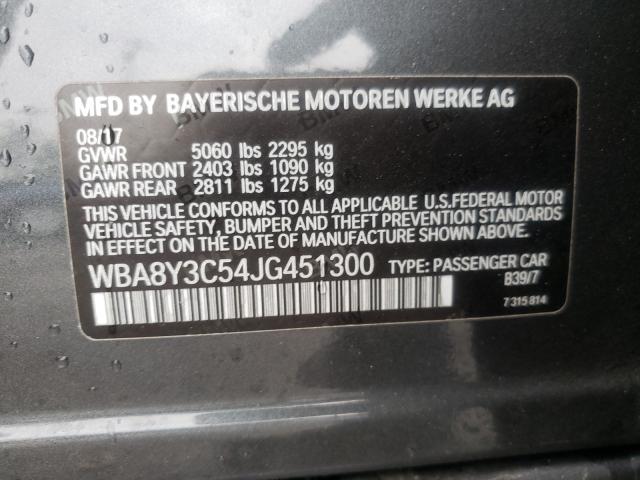 MFD BY BAYERISCHE MOTOREN WERKE AG
08/17
GVWR 5060 lbs 2295 kg
GAWR FRONT 2403 lbs 1090 kg
GAWR REAR 2811 lbs 1275 kg
THIS VEHICLE CONFORMS TO ALL APPLICABLE U.S.FEDERAL MOTOR
VEHICLE SAFETY, BUMPER AND THEFT PREVENTION STANDARDS
IN EFFECT ON THE DATE OF MANUFACTURE SHOWN ABOVE.
WBA8Y3C54JG451300 TYPE: PASSENGER CAR
B39/7
7 315 814